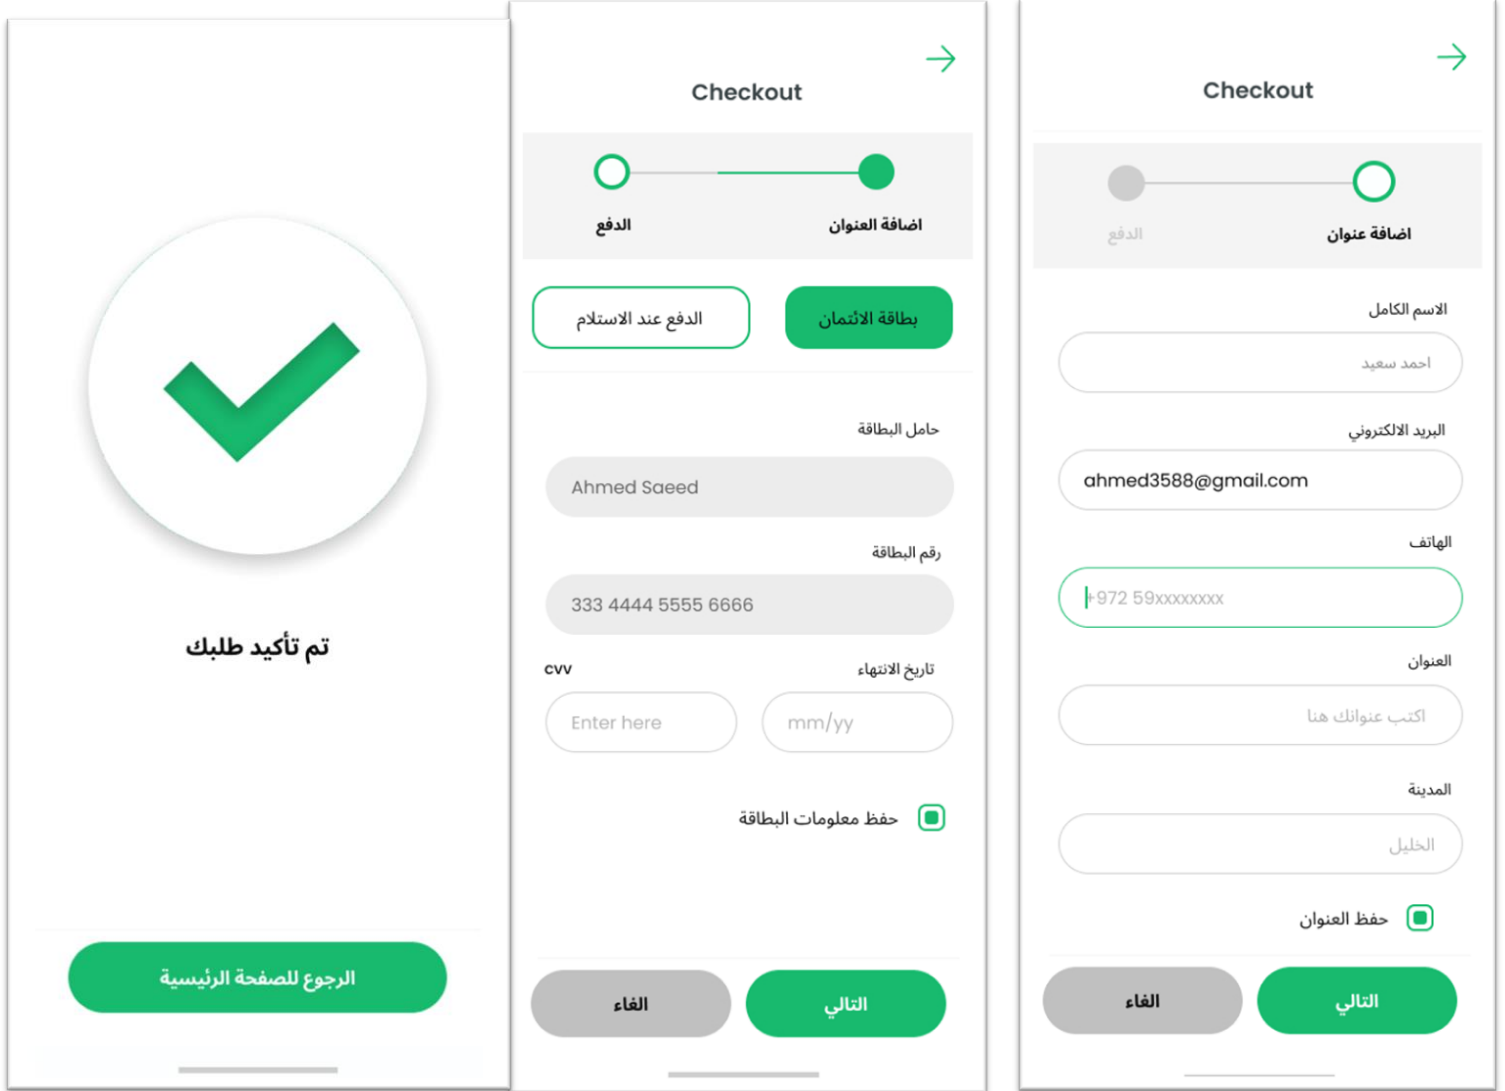 Checkout
اضافة عنوان
الدفع
الاسم الكامل
احمد سعيد
البريد الالكتروني
ahmed3588@gmail.com
الهاتف
+972 59xxxxxxxx
العنوان
اكتب عنوانك هنا
المدينة
الخليل
حفظ العنوان
التالي
الغاء
Checkout
اضافة العنوان
الدفع
بطاقة الائتمان
الدفع عند الاستلام
حامل البطاقة
Ahmed Saeed
رقم البطاقة
333 4444 5555 6666
تاريخ الانتهاء
cvv
mm/yy
Enter here
حفظ معلومات البطاقة
التالي
الغاء
تم تأكيد طلبك
الرجوع للصفحة الرئيسية